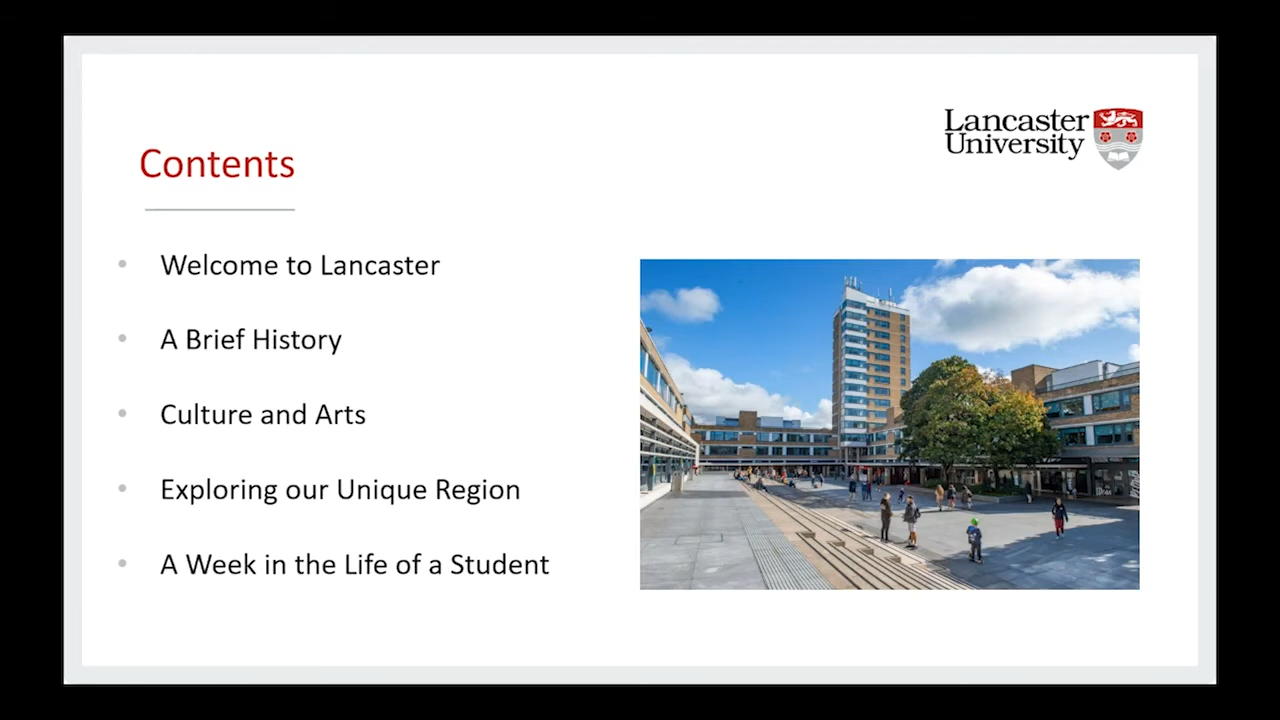 Lancaster
University
Contents
• Welcome to Lancaster
• A Brief History
• Culture and Arts
• Exploring our Unique Region
• A Week in the Life of a Student